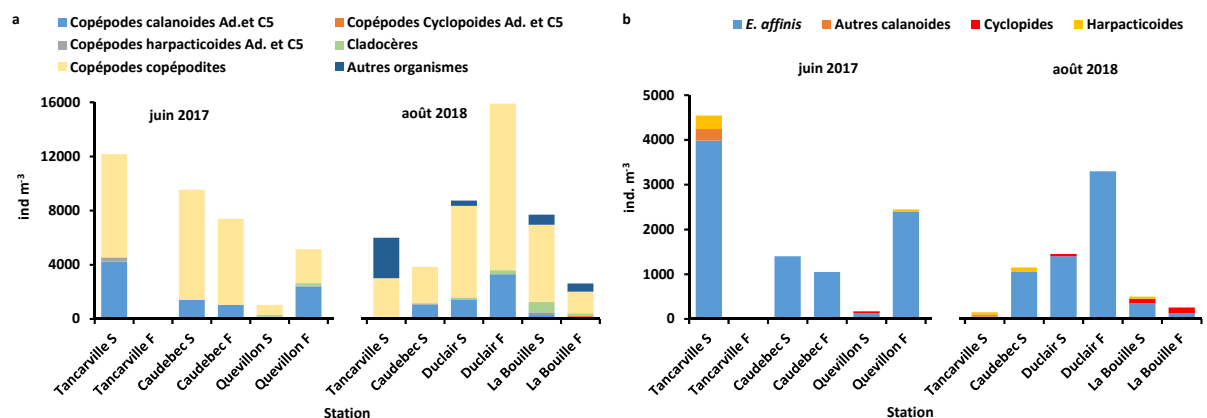 a
Copépodes calanoides Ad.et C5
Copépodes Cyclopoides Ad. et C5
Copépodes harpacticoides Ad. et C5
Cladocères
Copépodes copépodites
Autres organismes
juin 2017
août 2018
16000
12000
8000
4000
0
ind m⁻³
Tancarville S
Tancarville F
Caudebec S
Caudebec F
Quevillon S
Quevillon F
Tancarville S
Caudebec S
Duclair S
Duclair F
La Bouille S
La Bouille F
Station
b
E. affinis
Autres calanoides
Cyclopides
Harpacticoides
juin 2017
août 2018
5000
4000
3000
2000
1000
0
ind. m⁻³
Tancarville S
Tancarville F
Caudebec S
Caudebec F
Quevillon S
Quevillon F
Tancarville S
Caudebec S
Duclair S
Duclair F
La Bouille S
La Bouille F
Station